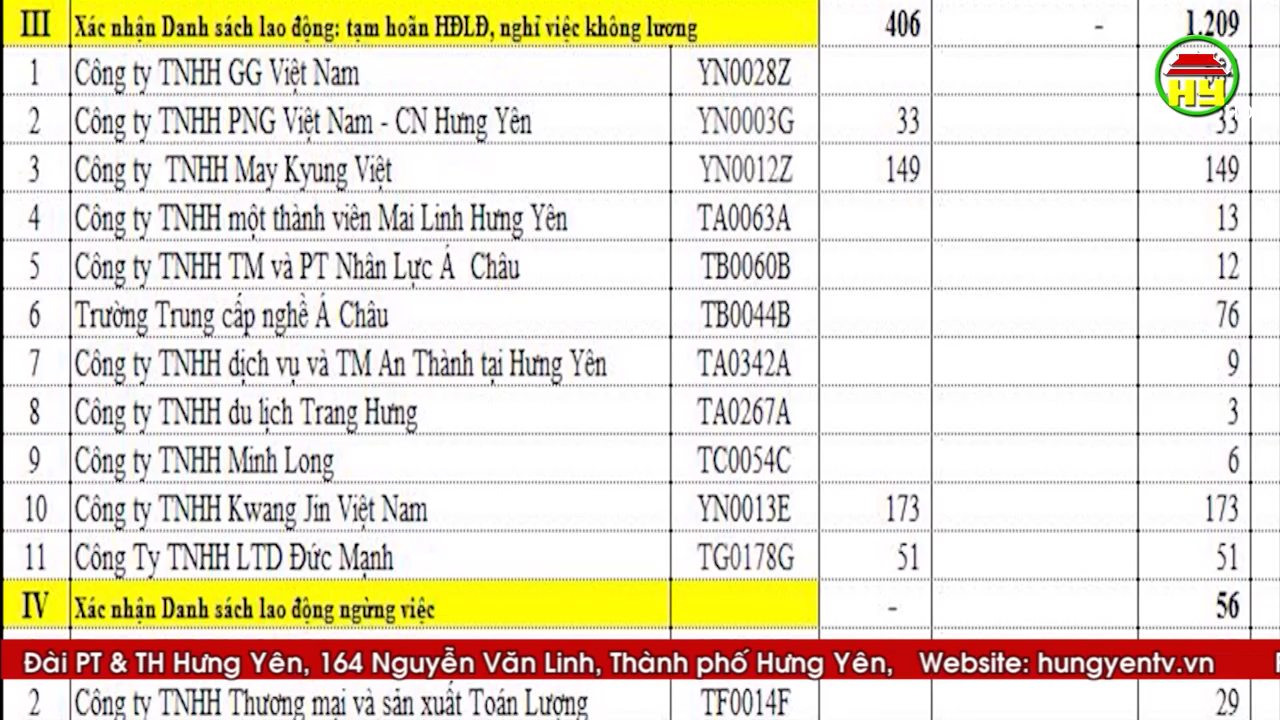 III Xác nhận Danh sách lao động: tạm hoãn HĐLĐ, nghỉ việc không lương 406 - 1.209
1 Công ty TNHH GG Việt Nam YN0028Z
2 Công ty TNHH PNG Việt Nam - CN Hưng Yên YN0003G 33 33
3 Công ty TNHH May Kyung Việt YN0012Z 149 149
4 Công ty TNHH một thành viên Mai Linh Hưng Yên TA0063A 13
5 Công ty TNHH TM và PT Nhân Lực Á Châu TB0060B 12
6 Trường Trung cấp nghề Á Châu TB0044B 76
7 Công ty TNHH dịch vụ và TM An Thành tại Hưng Yên TA0342A 9
8 Công ty TNHH du lịch Trang Hưng TA0267A 3
9 Công ty TNHH Minh Long TC0054C 6
10 Công ty TNHH Kwang Jin Việt Nam YN0013E 173 173
11 Công Ty TNHH LTD Đức Mạnh TG0178G 51 51
IV Xác nhận Danh sách lao động ngừng việc - 56
Đài PT & TH Hưng Yên, 164 Nguyễn Văn Linh, Thành phố Hưng Yên, Website: hungyentv.vn
2 Công ty TNHH Thương mại và sản xuất Toán Lượng TF0014F 29
HY